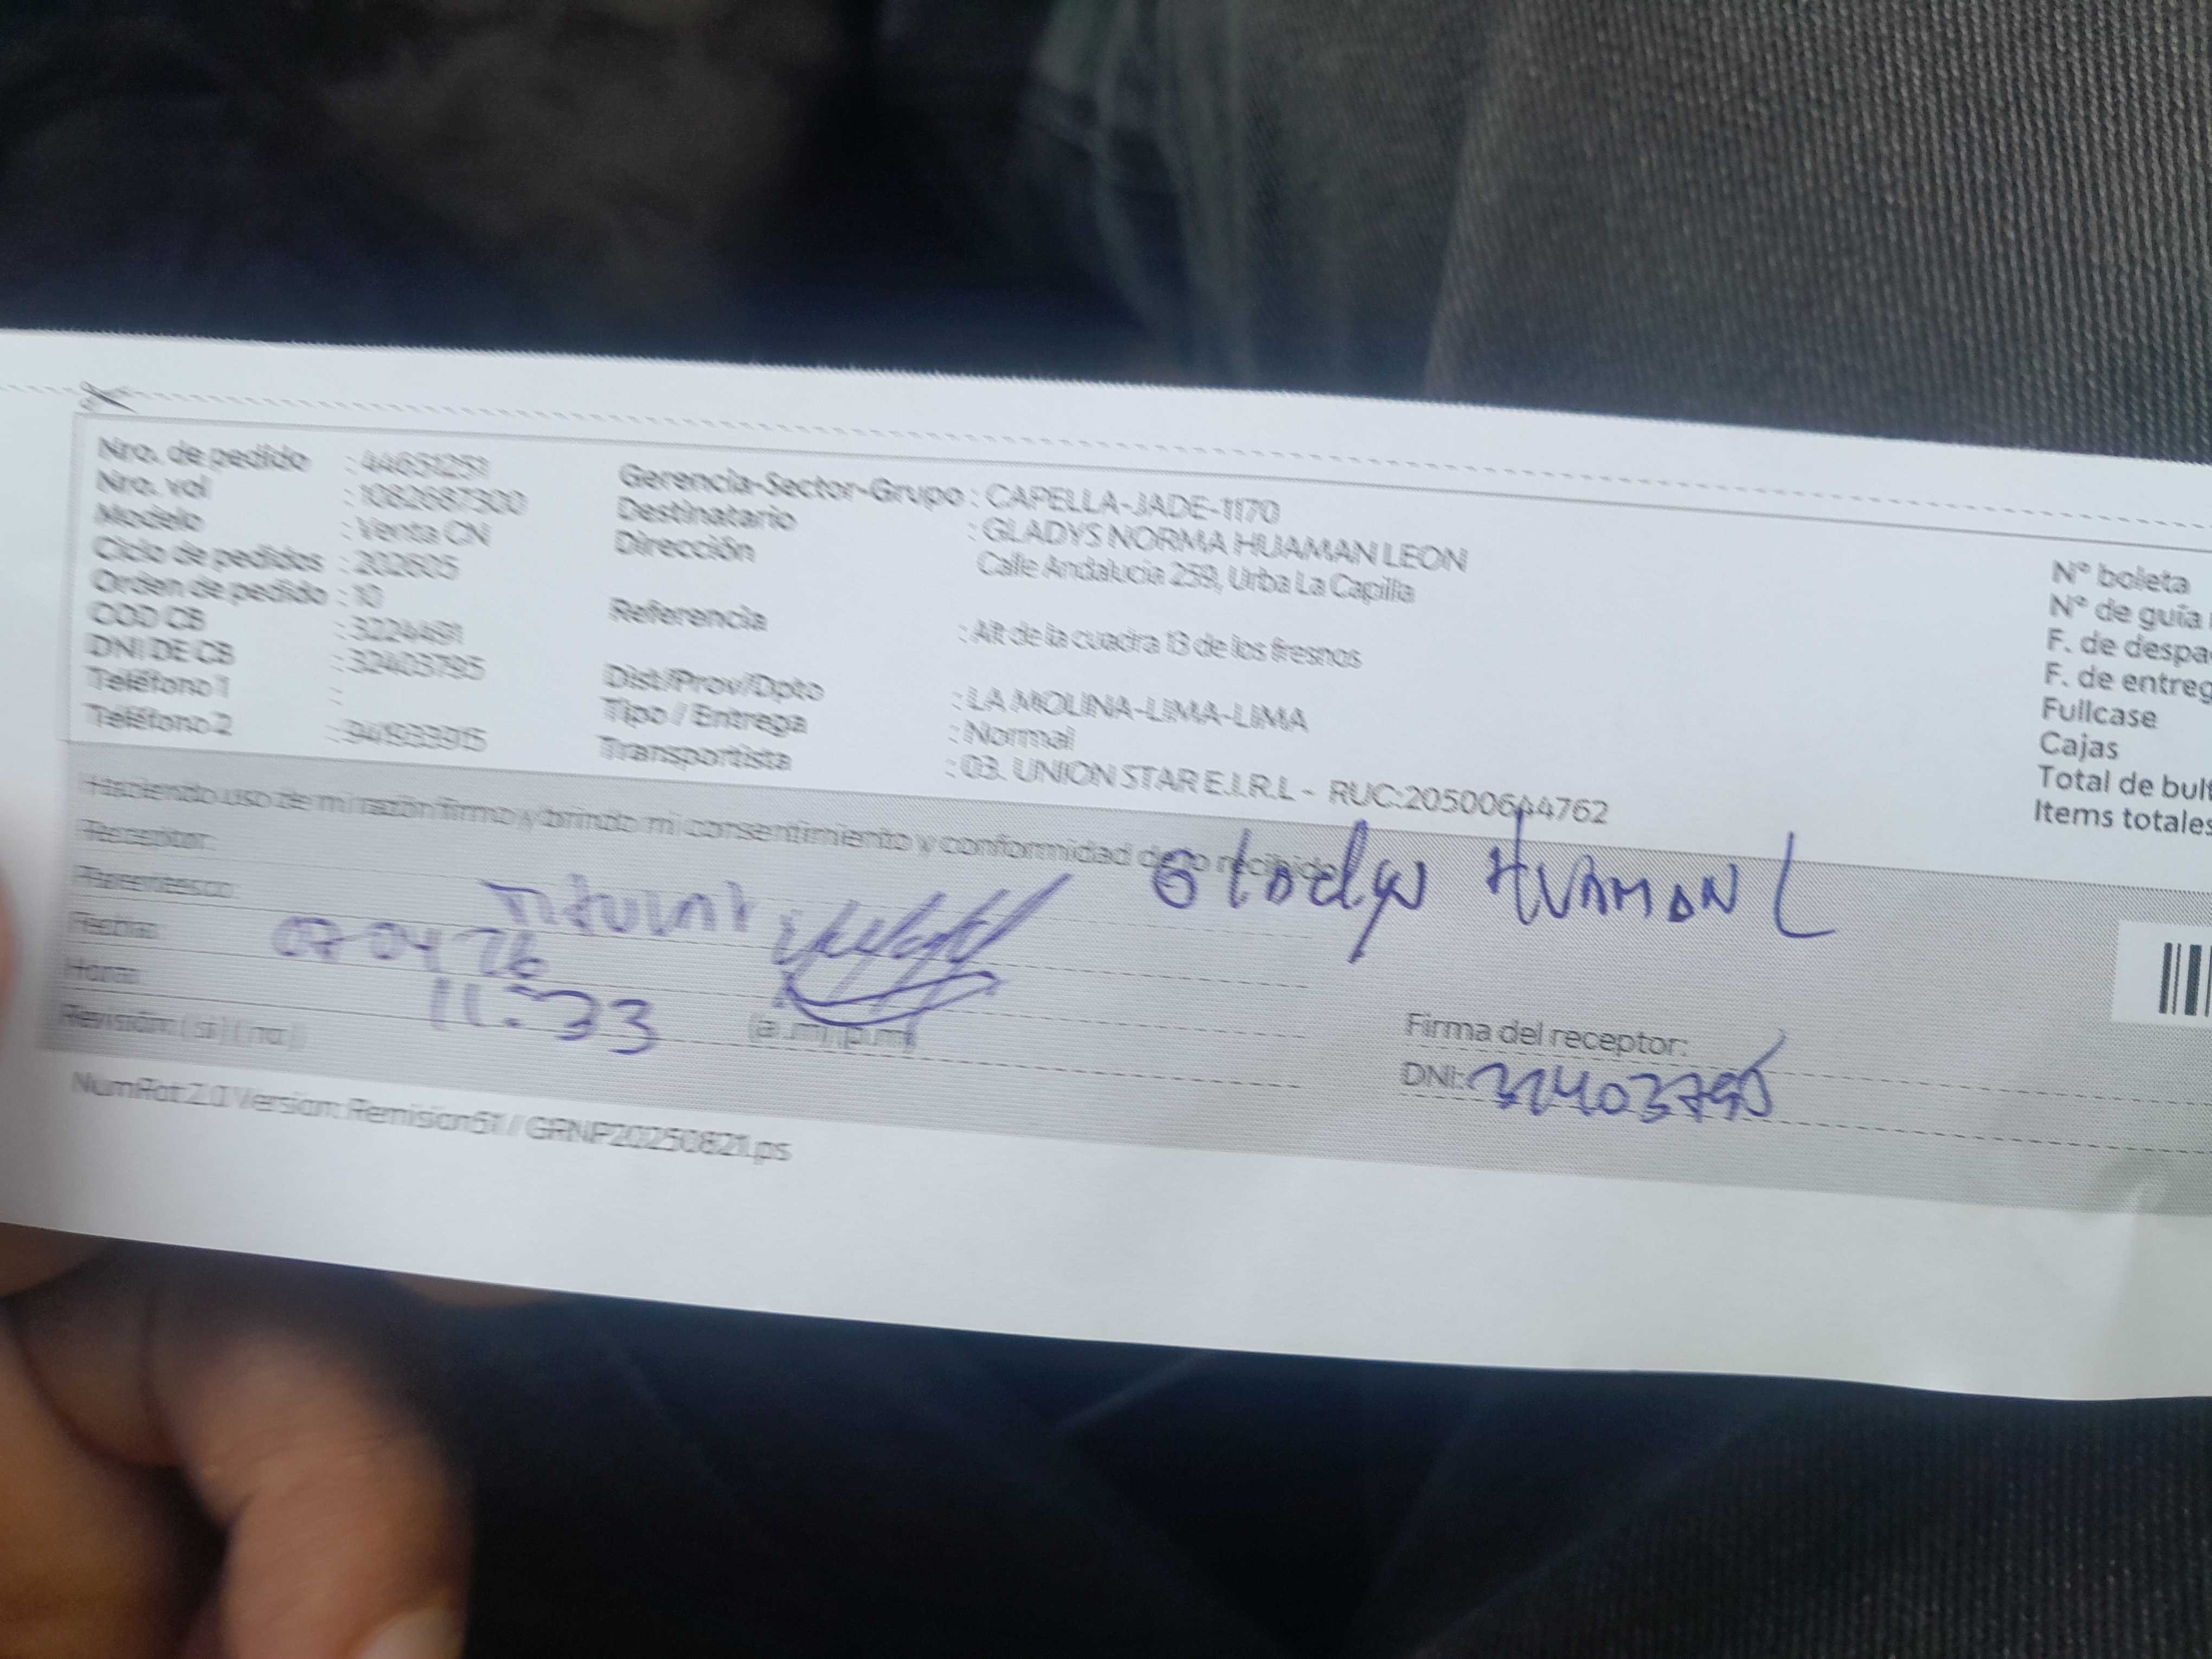 Nro. de pedido : 44651251
Nro. vol : 1082687300
Modelo : Venta CN
Ciclo de pedidos : 202605
Orden de pedido : 10
COD CB : 3224491
DNI DE CB : 32403795
Teléfono 1 :
Teléfono 2 : 941933915
Gerencia-Sector-Grupo : CAPELLA-JADE-1170
Destinatario : GLADYS NORMA HUAMAN LEON
Dirección Calle Andalucia 259, Urba La Capilla
Referencia : Alt de la cuadra 13 de los fresnos
Dist/Prov/Dpto : LA MOLINA-LIMA-LIMA
Tipo / Entrega : Normal
Transportista : 03. UNION STAR E.I.R.L - RUC:20500644762
N° boleta
N° de guía
F. de despa
F. de entreg
Fullcase
Cajas
Total de bult
Items totales
Haciendo uso de mi razón firmo y brindo mi consentimiento y conformidad de lo recibido
Receptor: Gladys HUAMAN L
Parentesco:
Fecha: 07 04 26
Hora: 11:33 (a.m) (p.m)
Revisión: ( si ) ( no )
Firma del receptor:
DNI: 32403795
NumRot:2.0 Version: Remision51 / GRNP20250821.ps